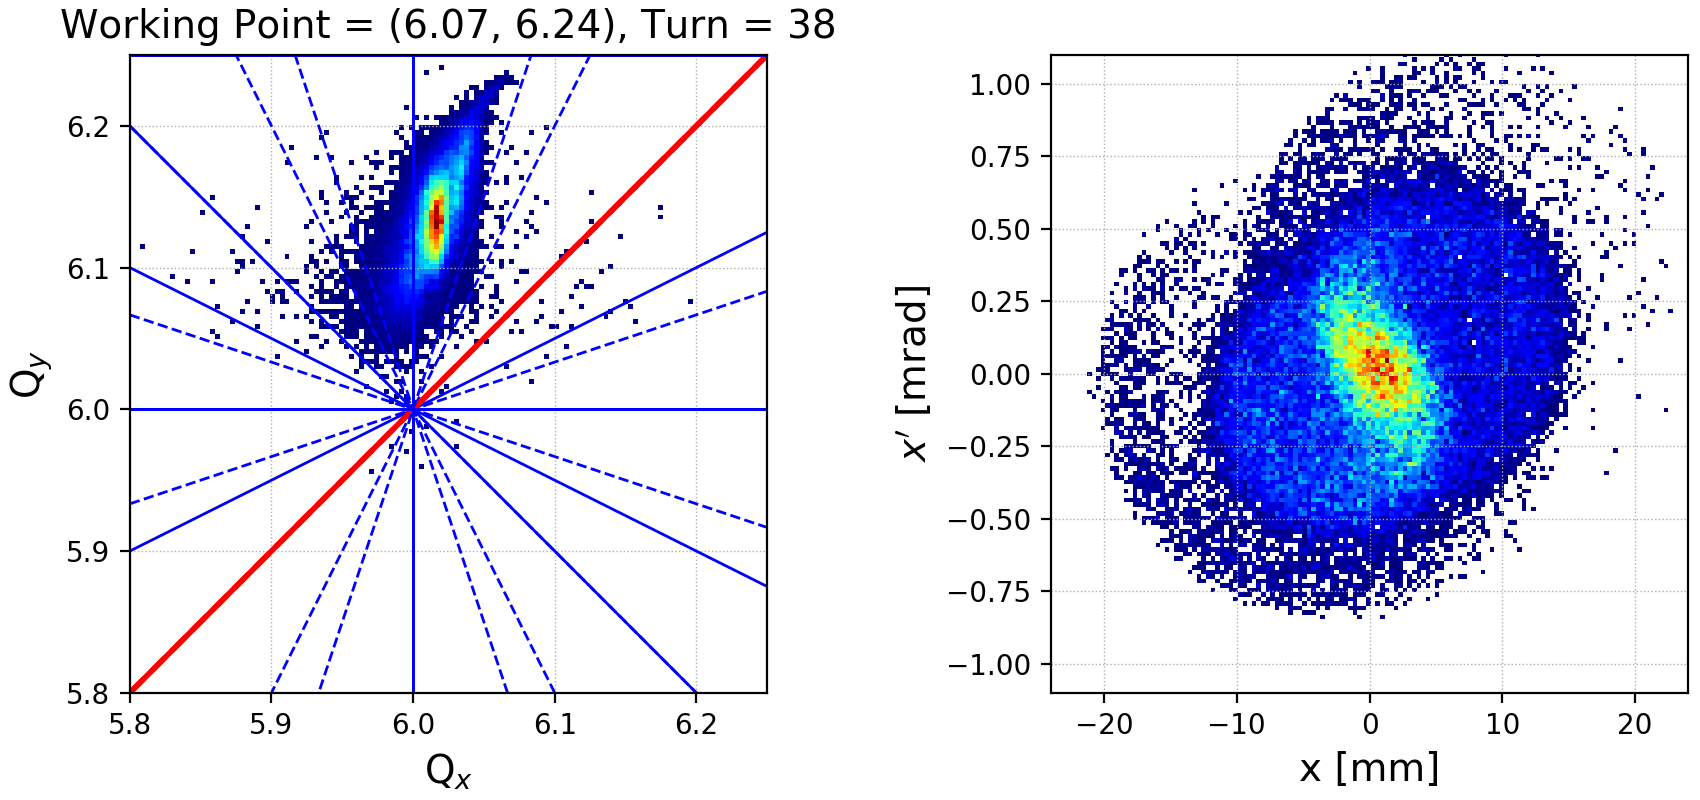 Working Point = (6.07, 6.24), Turn = 38
6.2
6.1
6.0
5.9
5.8
Qy
5.8 5.9 6.0 6.1 6.2
Qx
1.00
0.75
0.50
0.25
0.00
−0.25
−0.50
−0.75
−1.00
x′ [mrad]
−20 −10 0 10 20
x [mm]